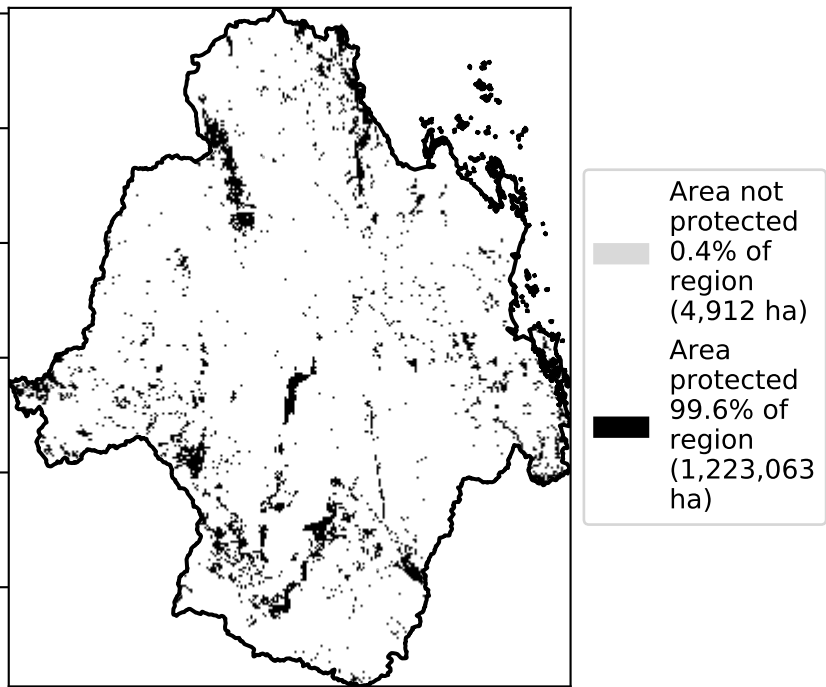 Area not
protected
0.4% of
region
(4,912 ha)
Area
protected
99.6% of
region
(1,223,063
ha)